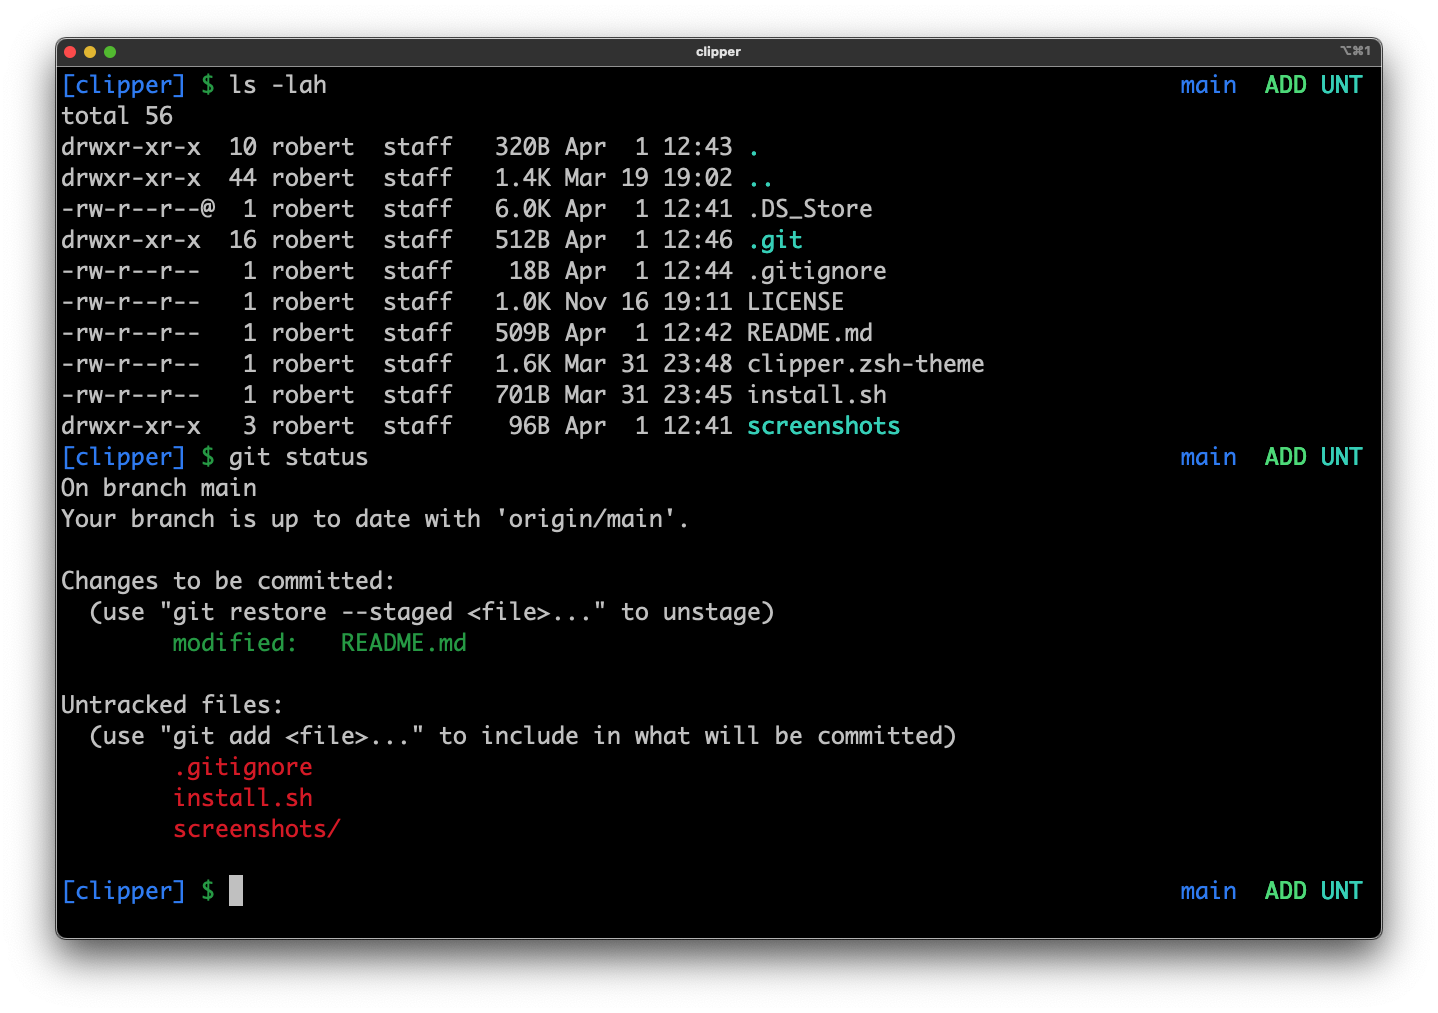 clipper ⌥⌘1
[clipper] $ ls -lah main ADD UNT
total 56
drwxr-xr-x  10 robert  staff   320B Apr  1 12:43 .
drwxr-xr-x  44 robert  staff   1.4K Mar 19 19:02 ..
-rw-r--r--@  1 robert  staff   6.0K Apr  1 12:41 .DS_Store
drwxr-xr-x  16 robert  staff   512B Apr  1 12:46 .git
-rw-r--r--   1 robert  staff    18B Apr  1 12:44 .gitignore
-rw-r--r--   1 robert  staff   1.0K Nov 16 19:11 LICENSE
-rw-r--r--   1 robert  staff   509B Apr  1 12:42 README.md
-rw-r--r--   1 robert  staff   1.6K Mar 31 23:48 clipper.zsh-theme
-rw-r--r--   1 robert  staff   701B Mar 31 23:45 install.sh
drwxr-xr-x   3 robert  staff    96B Apr  1 12:41 screenshots
[clipper] $ git status main ADD UNT
On branch main
Your branch is up to date with 'origin/main'.
Changes to be committed:
  (use "git restore --staged <file>..." to unstage)
        modified:   README.md
Untracked files:
  (use "git add <file>..." to include in what will be committed)
        .gitignore
        install.sh
        screenshots/
[clipper] $ main ADD UNT